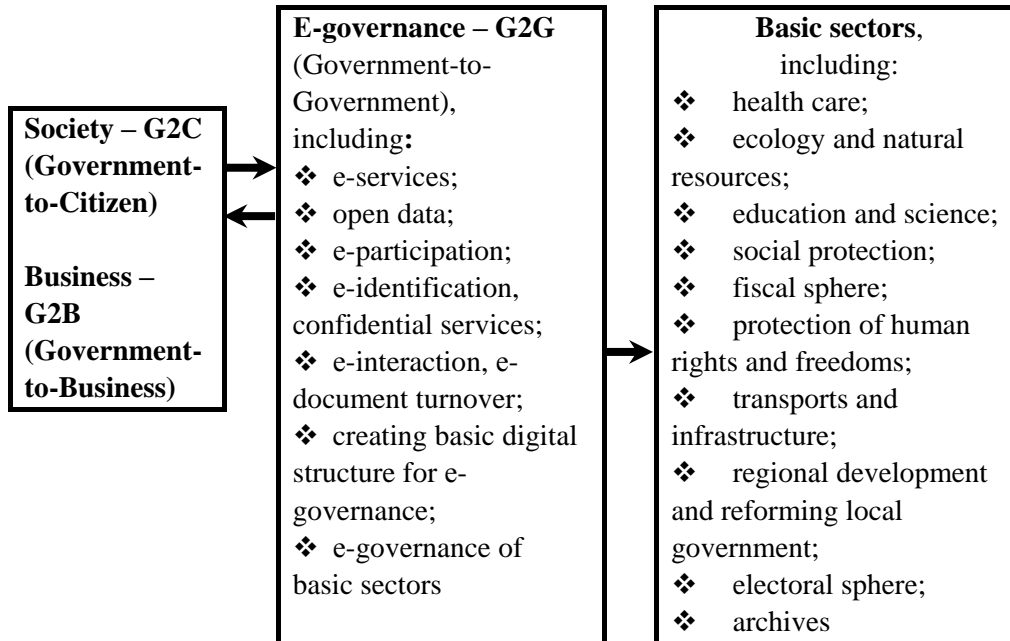 Society – G2C
(Government-
to-Citizen)
Business –
G2B
(Government-
to-Business)
E-governance – G2G
(Government-to-
Government),
including:
❖ e-services;
❖ open data;
❖ e-participation;
❖ e-identification,
confidential services;
❖ e-interaction, e-
document turnover;
❖ creating basic digital
structure for e-
governance;
❖ e-governance of
basic sectors
Basic sectors,
including:
❖ health care;
❖ ecology and natural
resources;
❖ education and science;
❖ social protection;
❖ fiscal sphere;
❖ protection of human
rights and freedoms;
❖ transports and
infrastructure;
❖ regional development
and reforming local
government;
❖ electoral sphere;
❖ archives